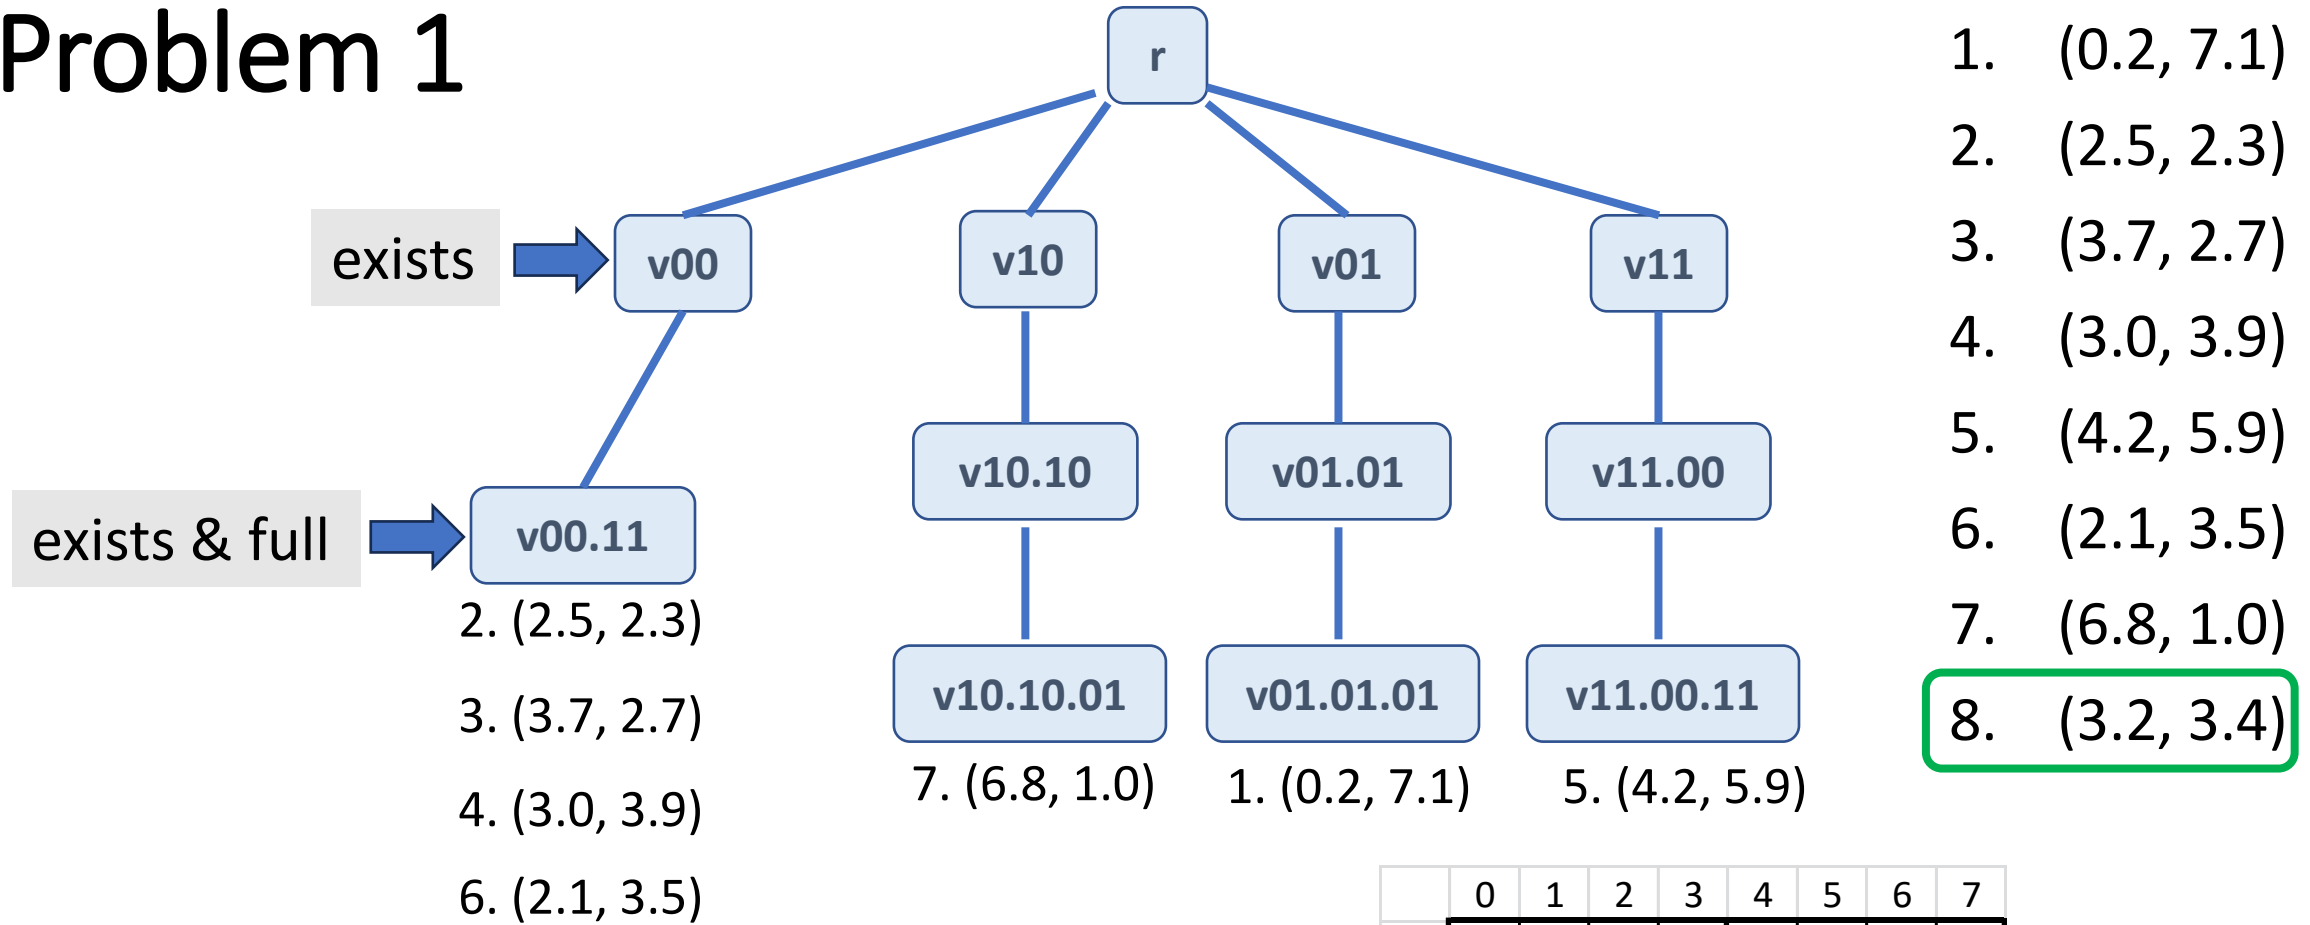 Problem 1
r
exists
v00
v10
v01
v11
exists & full
v00.11
v10.10
v01.01
v11.00
2. (2.5, 2.3)
3. (3.7, 2.7)
4. (3.0, 3.9)
6. (2.1, 3.5)
v10.10.01
v01.01.01
v11.00.11
7. (6.8, 1.0)
1. (0.2, 7.1)
5. (4.2, 5.9)
1. (0.2, 7.1)
2. (2.5, 2.3)
3. (3.7, 2.7)
4. (3.0, 3.9)
5. (4.2, 5.9)
6. (2.1, 3.5)
7. (6.8, 1.0)
8. (3.2, 3.4)
0 1 2 3 4 5 6 7